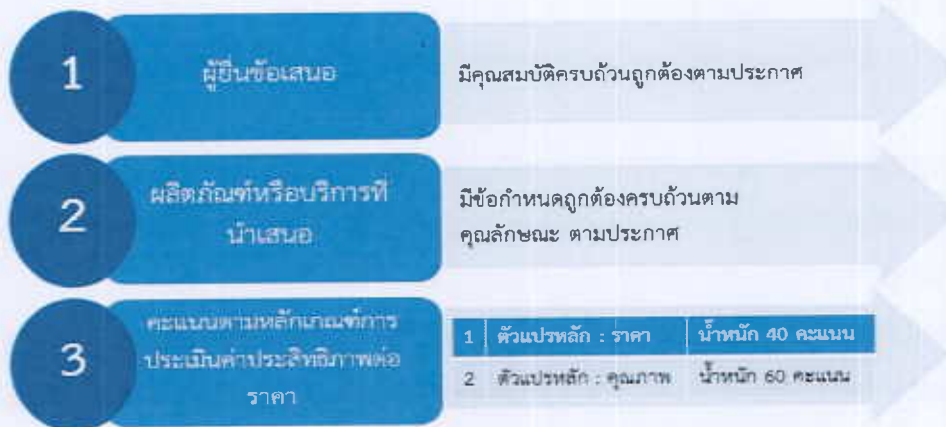 1
ผู้ยื่นข้อเสนอ
มีคุณสมบัติครบถ้วนถูกต้องตามประกาศ
2
ผลิตภัณฑ์หรือบริการที่
นำเสนอ
มีข้อกำหนดถูกต้องครบถ้วนตาม
คุณลักษณะ ตามประกาศ
3
คะแนนตามหลักเกณฑ์การ
ประเมินค่าประสิทธิภาพต่อ
ราคา
1 ตัวแปรหลัก : ราคา น้ำหนัก 40 คะแนน
2 ตัวแปรหลัก : คุณภาพ น้ำหนัก 60 คะแนน